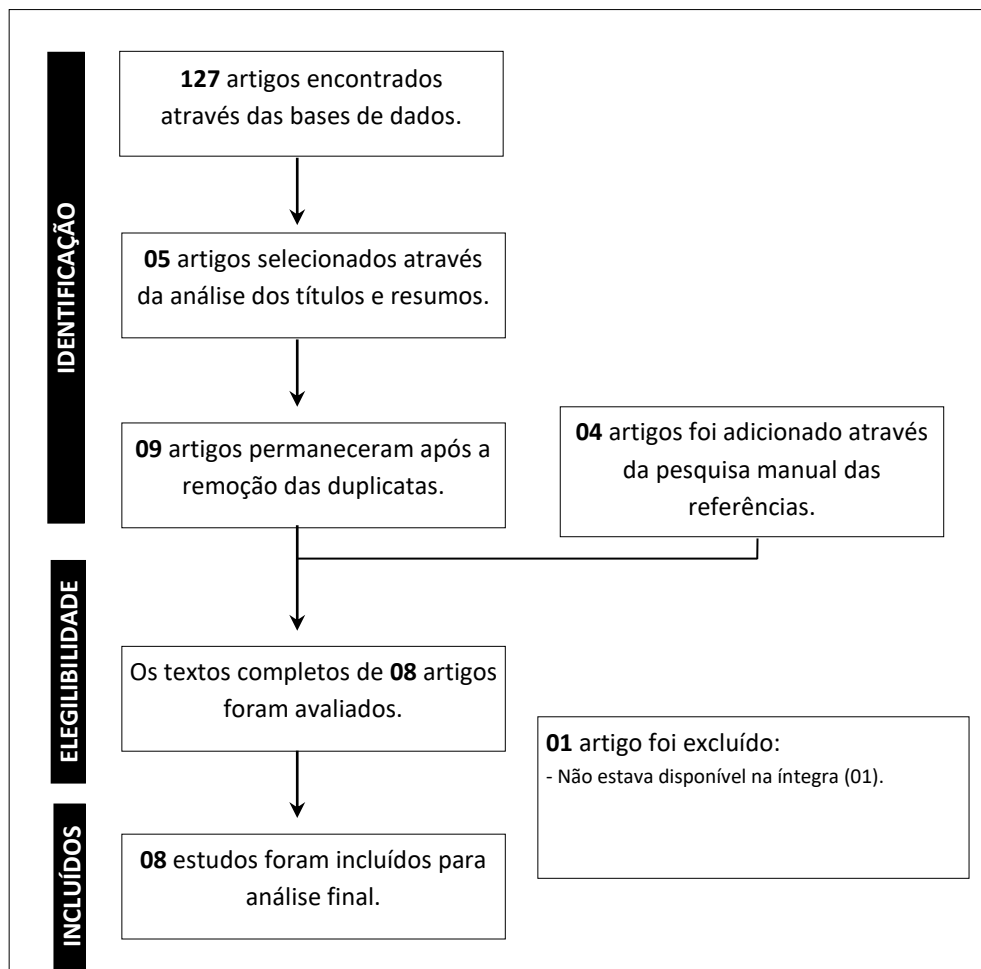 IDENTIFICAÇÃO
127 artigos encontrados
através das bases de dados.
05 artigos selecionados através
da análise dos títulos e resumos.
09 artigos permaneceram após a
remoção das duplicatas.
04 artigos foi adicionado através
da pesquisa manual das
referências.
ELEGILIBILIDADE
Os textos completos de 08 artigos
foram avaliados.
01 artigo foi excluído:
- Não estava disponível na íntegra (01).
INCLUÍDOS
08 estudos foram incluídos para
análise final.